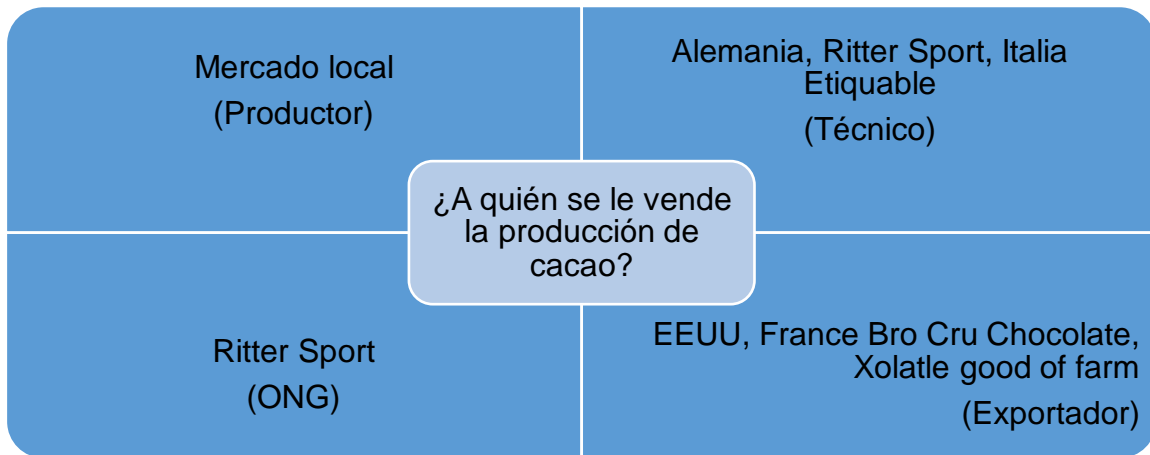 Mercado local
(Productor)
Alemania, Ritter Sport, Italia
Etiquable
(Técnico)
¿A quién se le vende
la producción de
cacao?
Ritter Sport
(ONG)
EEUU, France Bro Cru Chocolate,
Xolatle good of farm
(Exportador)